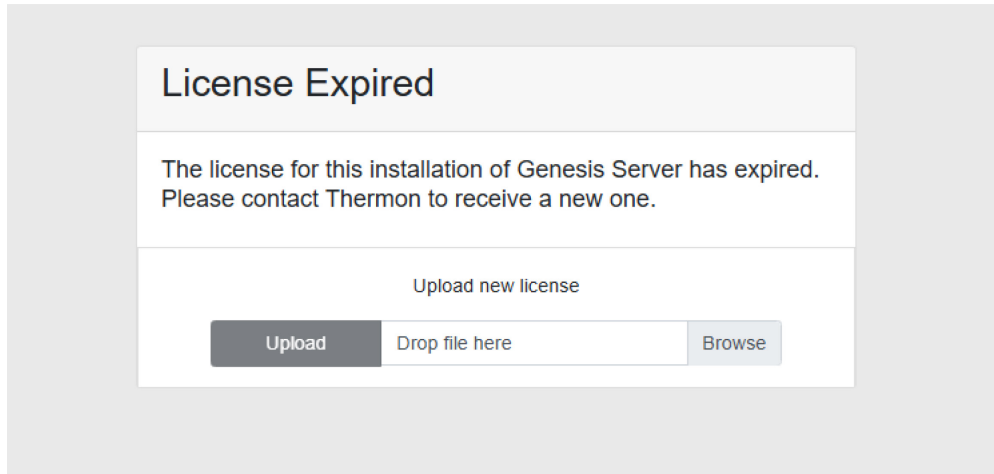 License Expired
The license for this installation of Genesis Server has expired.
Please contact Thermon to receive a new one.
Upload new license
Upload Drop file here Browse